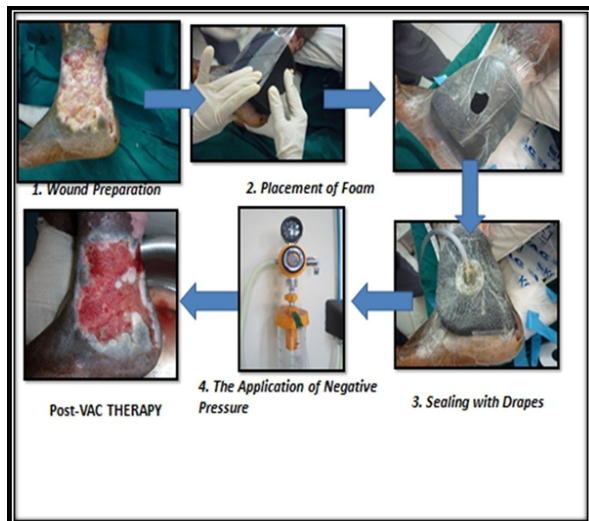 1. Wound Preparation
2. Placement of Foam
3. Sealing with Drapes
4. The Application of Negative
Pressure
Post-VAC THERAPY